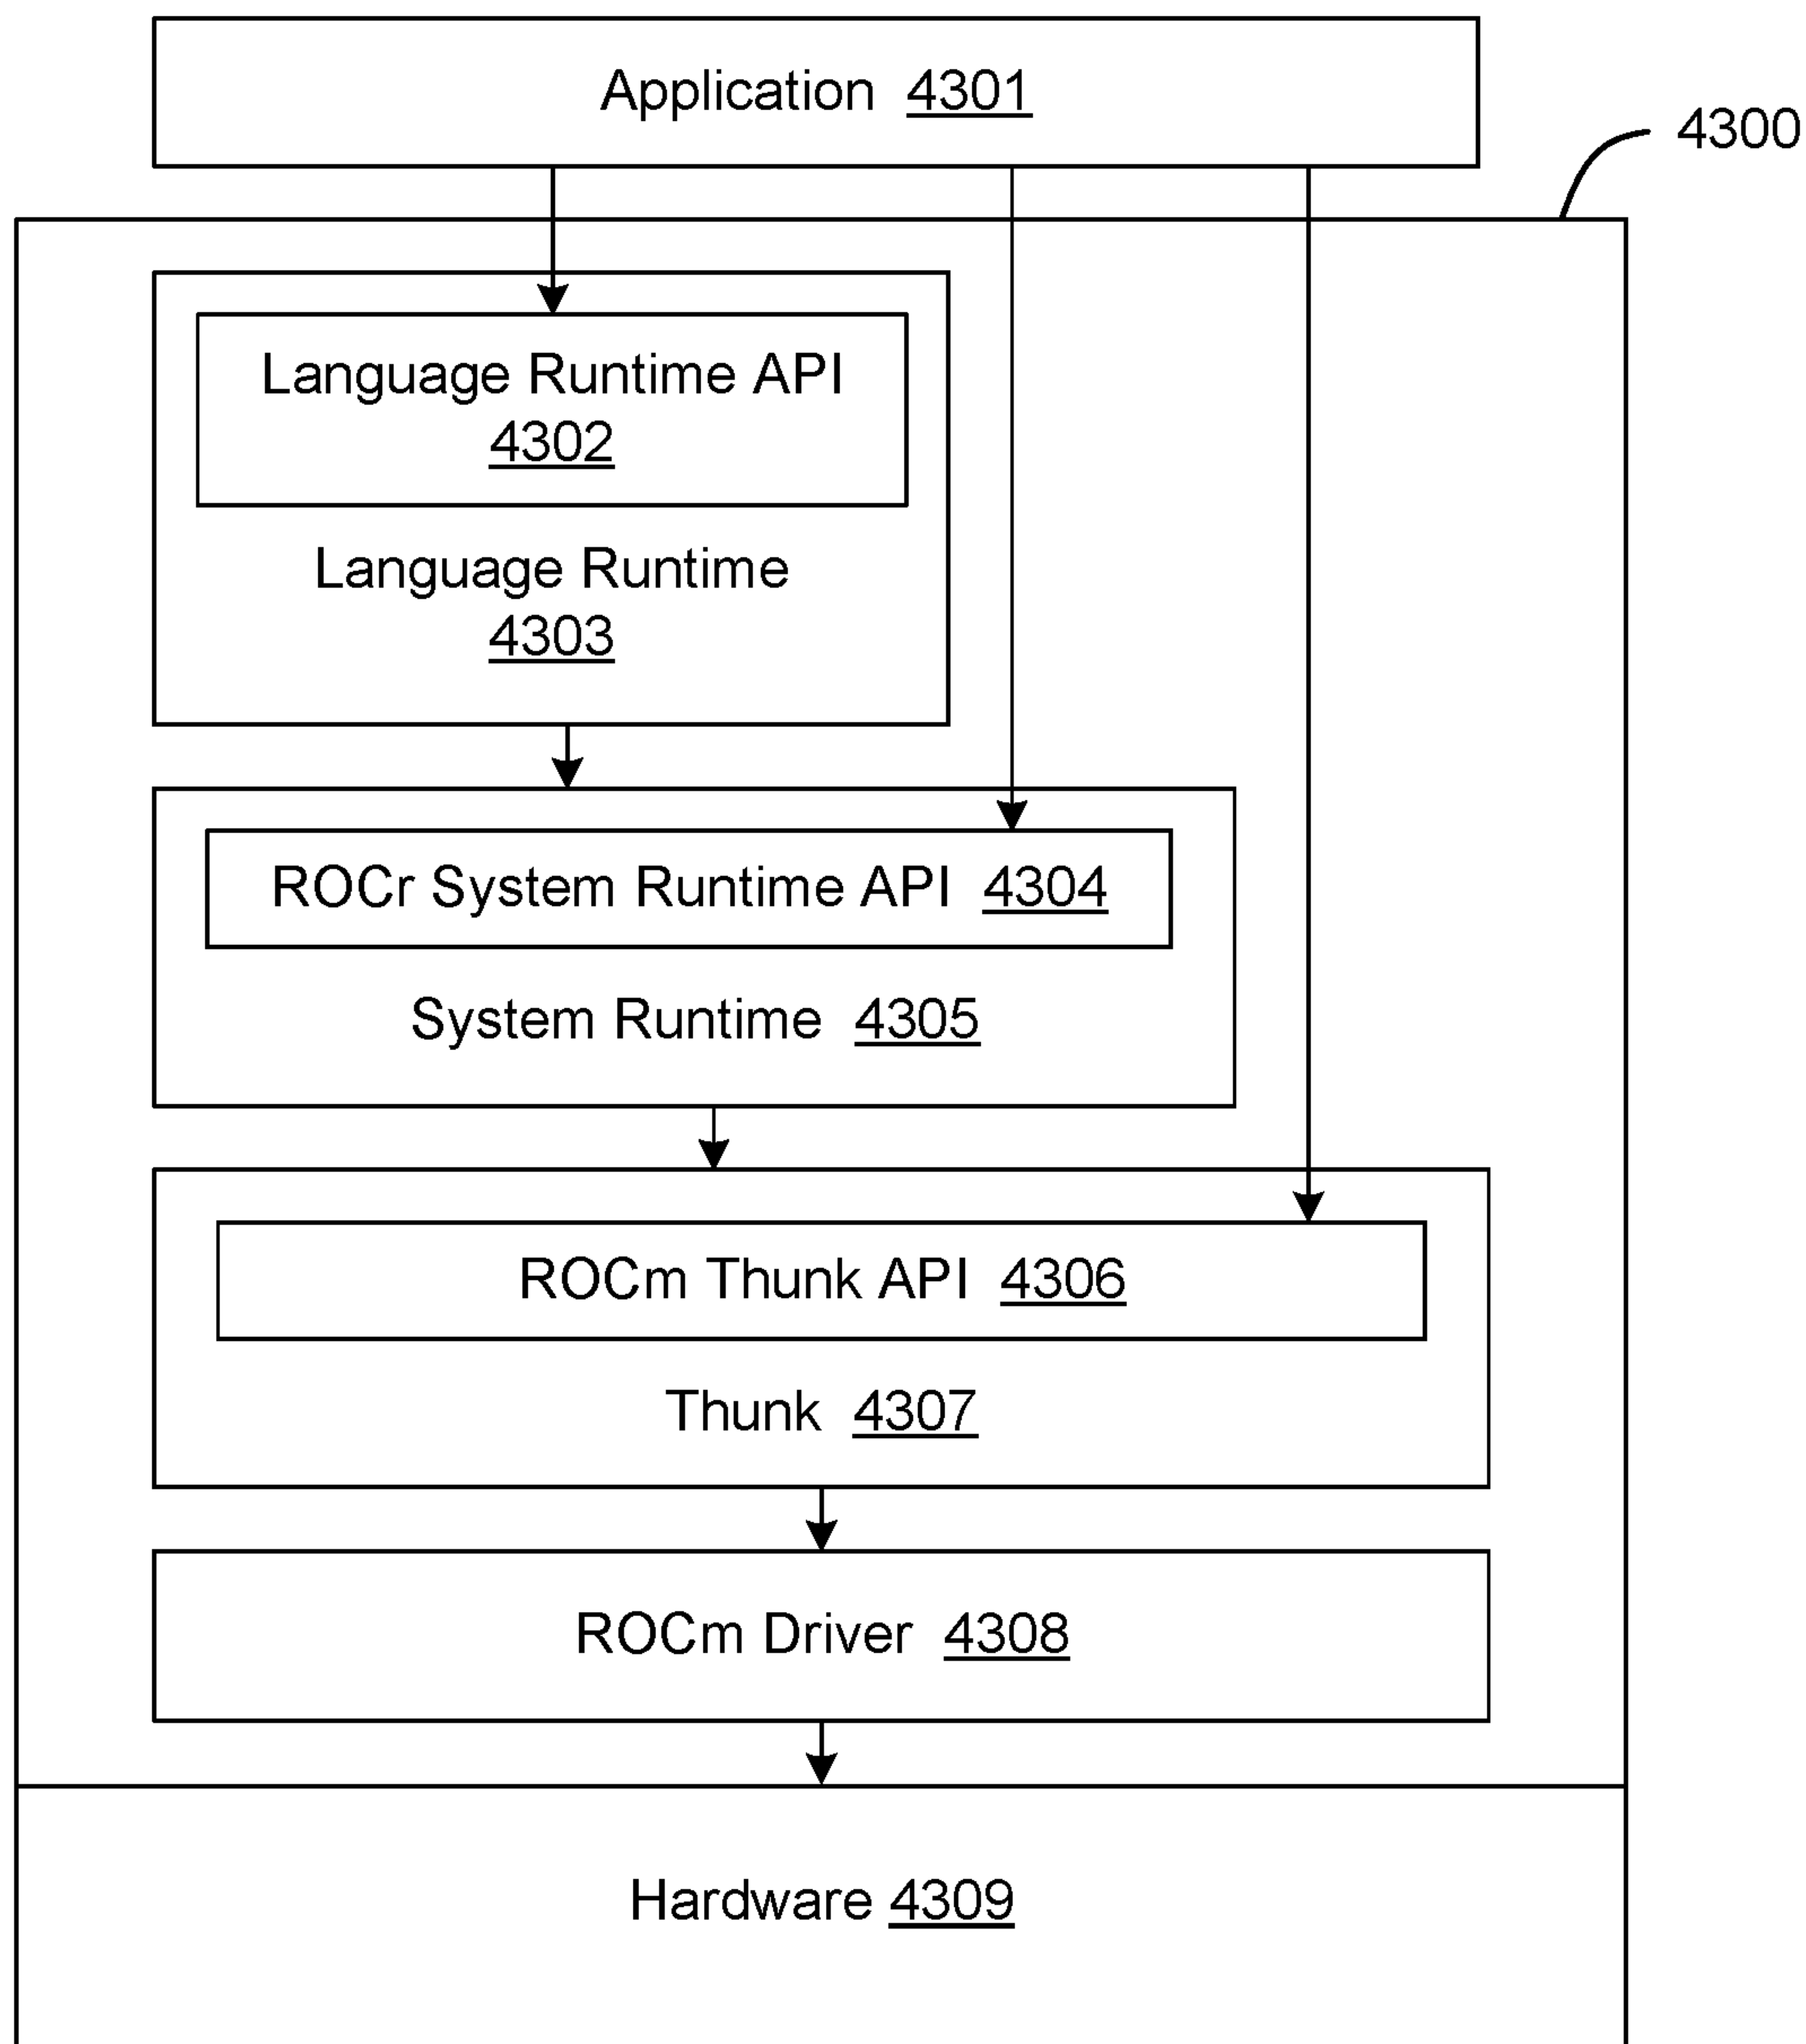 Application 4301
4300
Language Runtime API
4302
Language Runtime
4303
ROCr System Runtime API 4304
System Runtime 4305
ROCm Thunk API 4306
Thunk 4307
ROCm Driver 4308
Hardware 4309